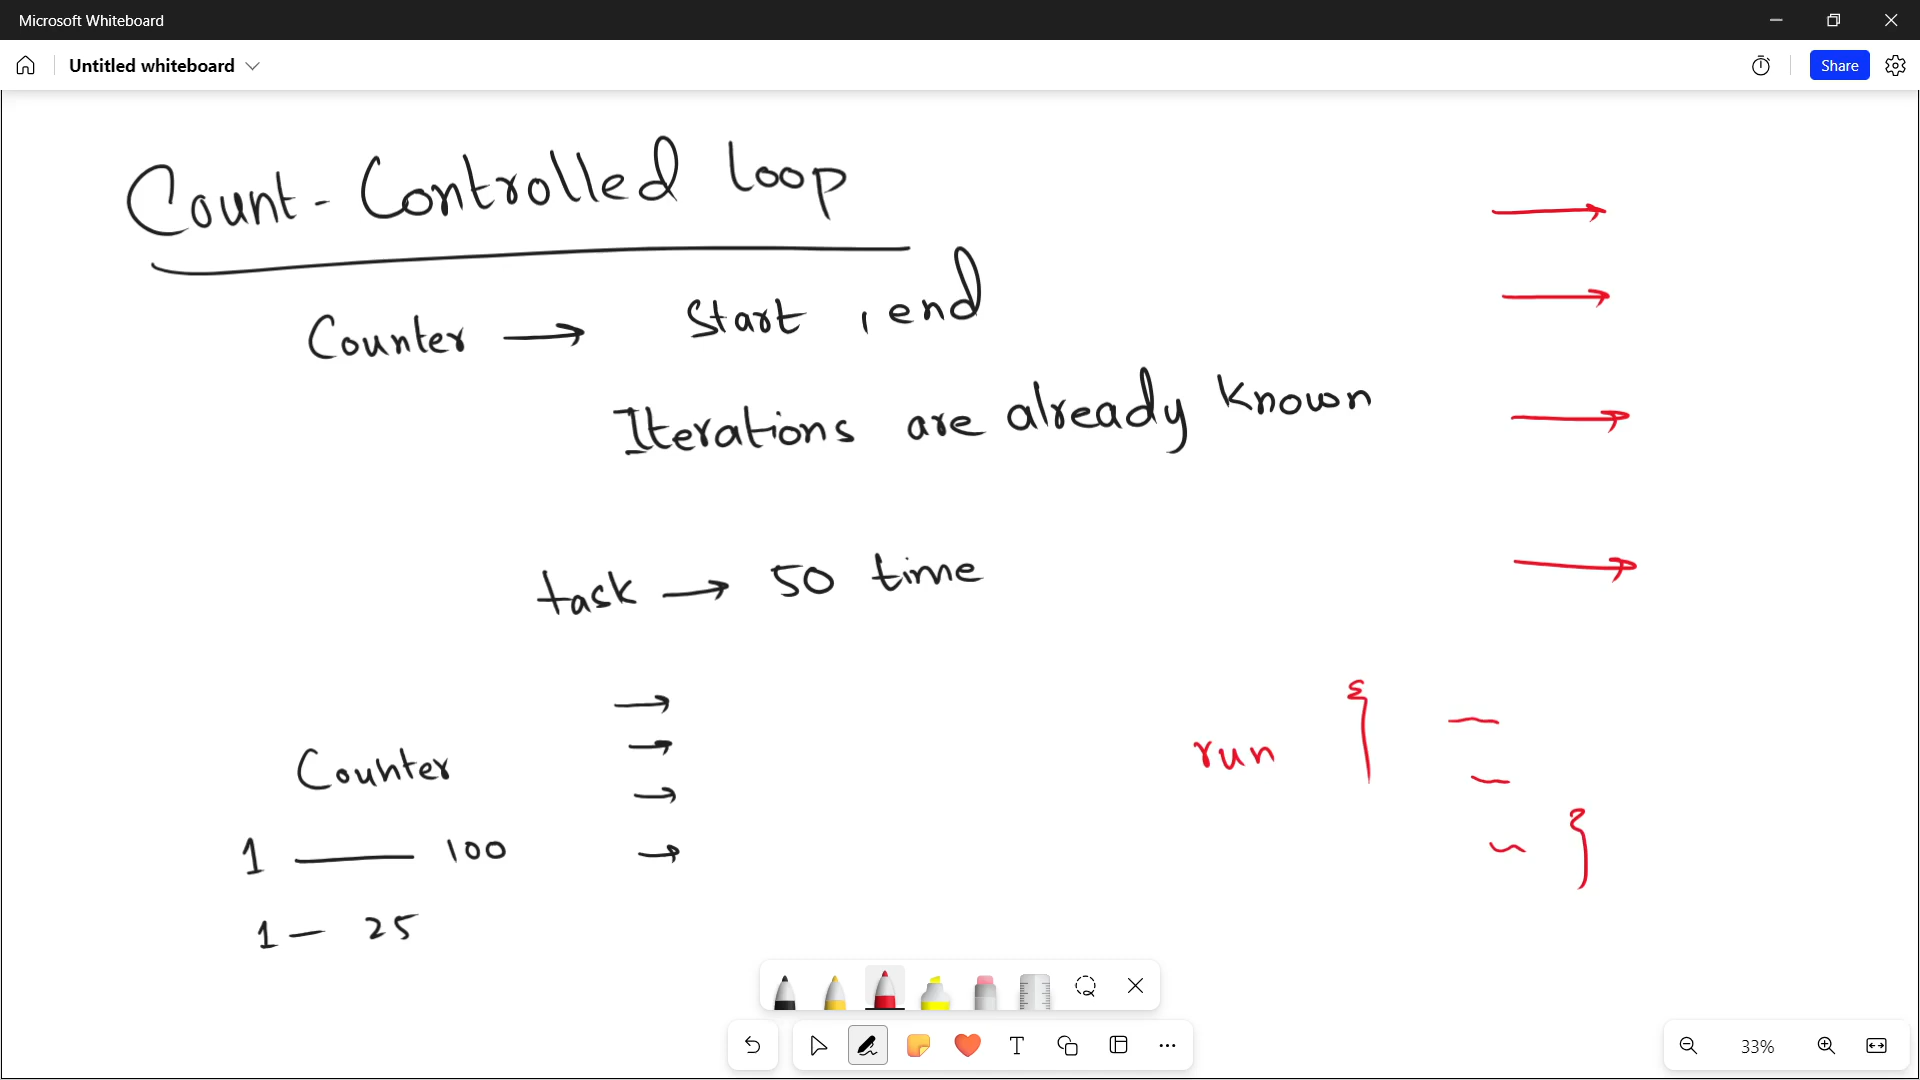 Microsoft Whiteboard
Untitled whiteboard
Share
Count-Controlled loop
Counter → Start , end
Iterations are already known
task → 50 time
Counter
run
1 — 100
1 — 25
33%